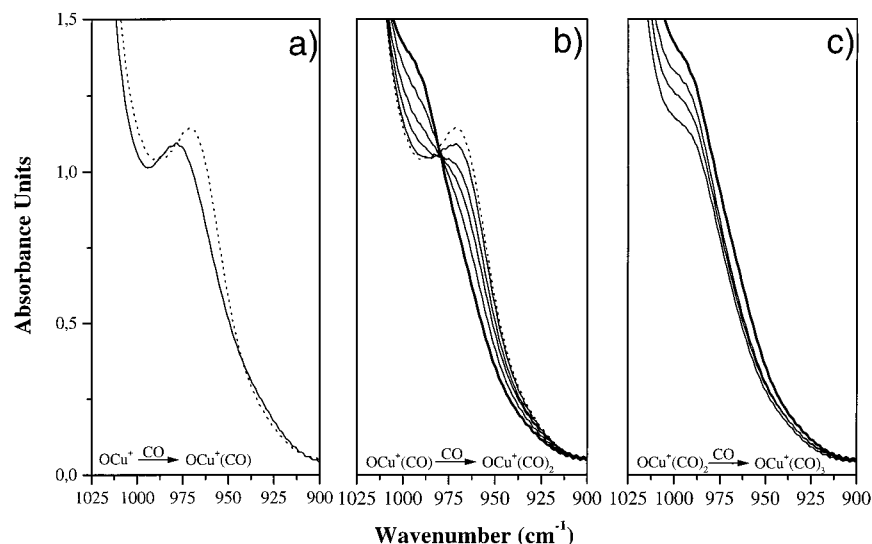 a)
b)
c)
Absorbance Units
1,5
1,0
0,5
0,0
OCu⁺ CO → OCu⁺(CO)
OCu⁺(CO) CO → OCu⁺(CO)₂
OCu⁺(CO)₂ CO → OCu⁺(CO)₃
1025 1000 975 950 925 900
1025 1000 975 950 925 900
1025 1000 975 950 925 900
Wavenumber (cm⁻¹)